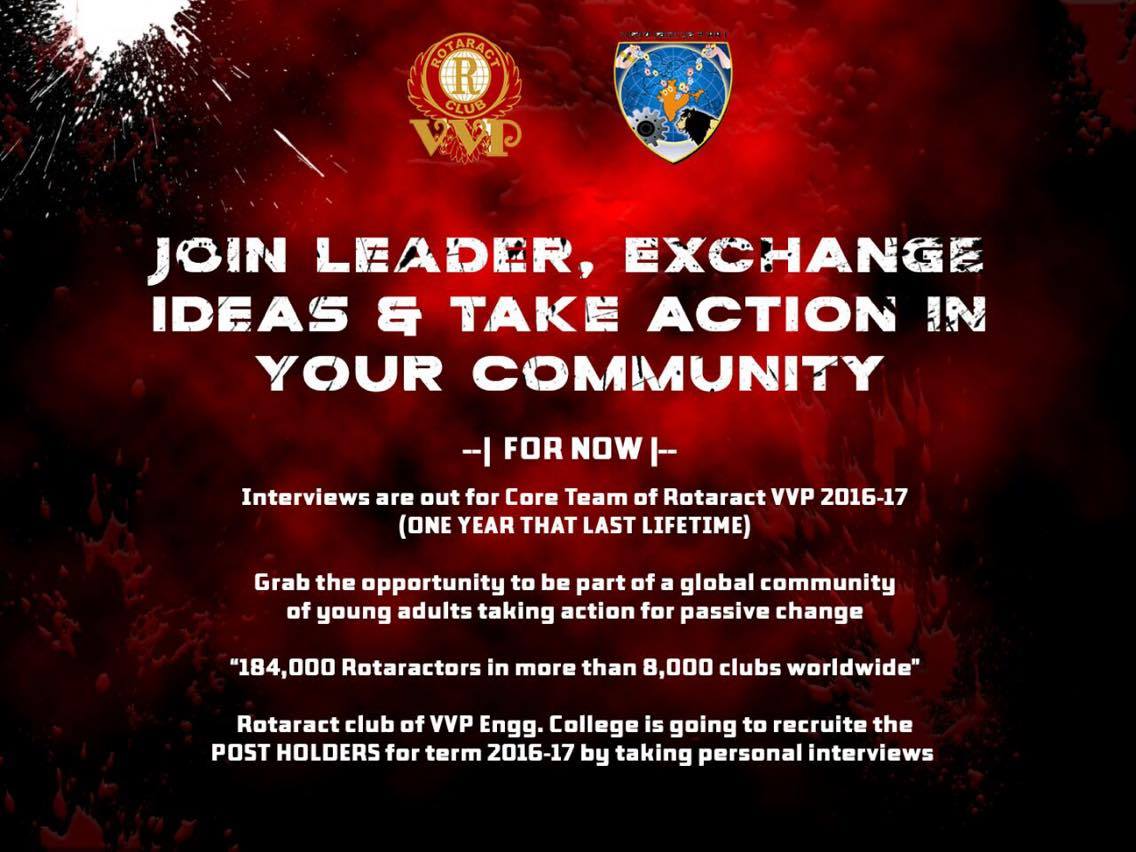 ROTARACT
R
CLUB
VVP
JOIN LEADER, EXCHANGE
IDEAS & TAKE ACTION IN
YOUR COMMUNITY
--| FOR NOW |--
Interviews are out for Core Team of Rotaract VVP 2016-17
(ONE YEAR THAT LAST LIFETIME)
Grab the opportunity to be part of a global community
of young adults taking action for passive change
“184,000 Rotaractors in more than 8,000 clubs worldwide”
Rotaract club of VVP Engg. College is going to recruite the
POST HOLDERS for term 2016-17 by taking personal interviews